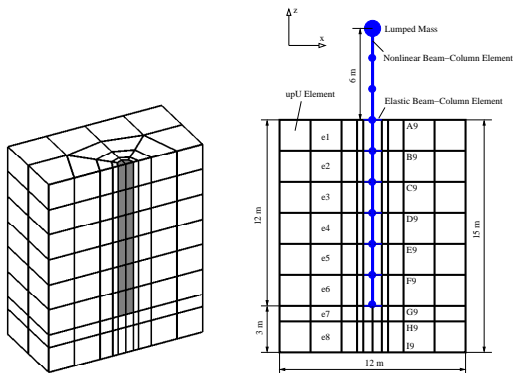 z
Lumped Mass
x
Nonlinear Beam−Column Element
6 m
upU Element
Elastic Beam−Column Element
A9
e1
B9
e2
C9
e3
12 m
D9
15 m
e4
E9
e5
F9
e6
G9
e7
H9
3 m
e8
I9
12 m